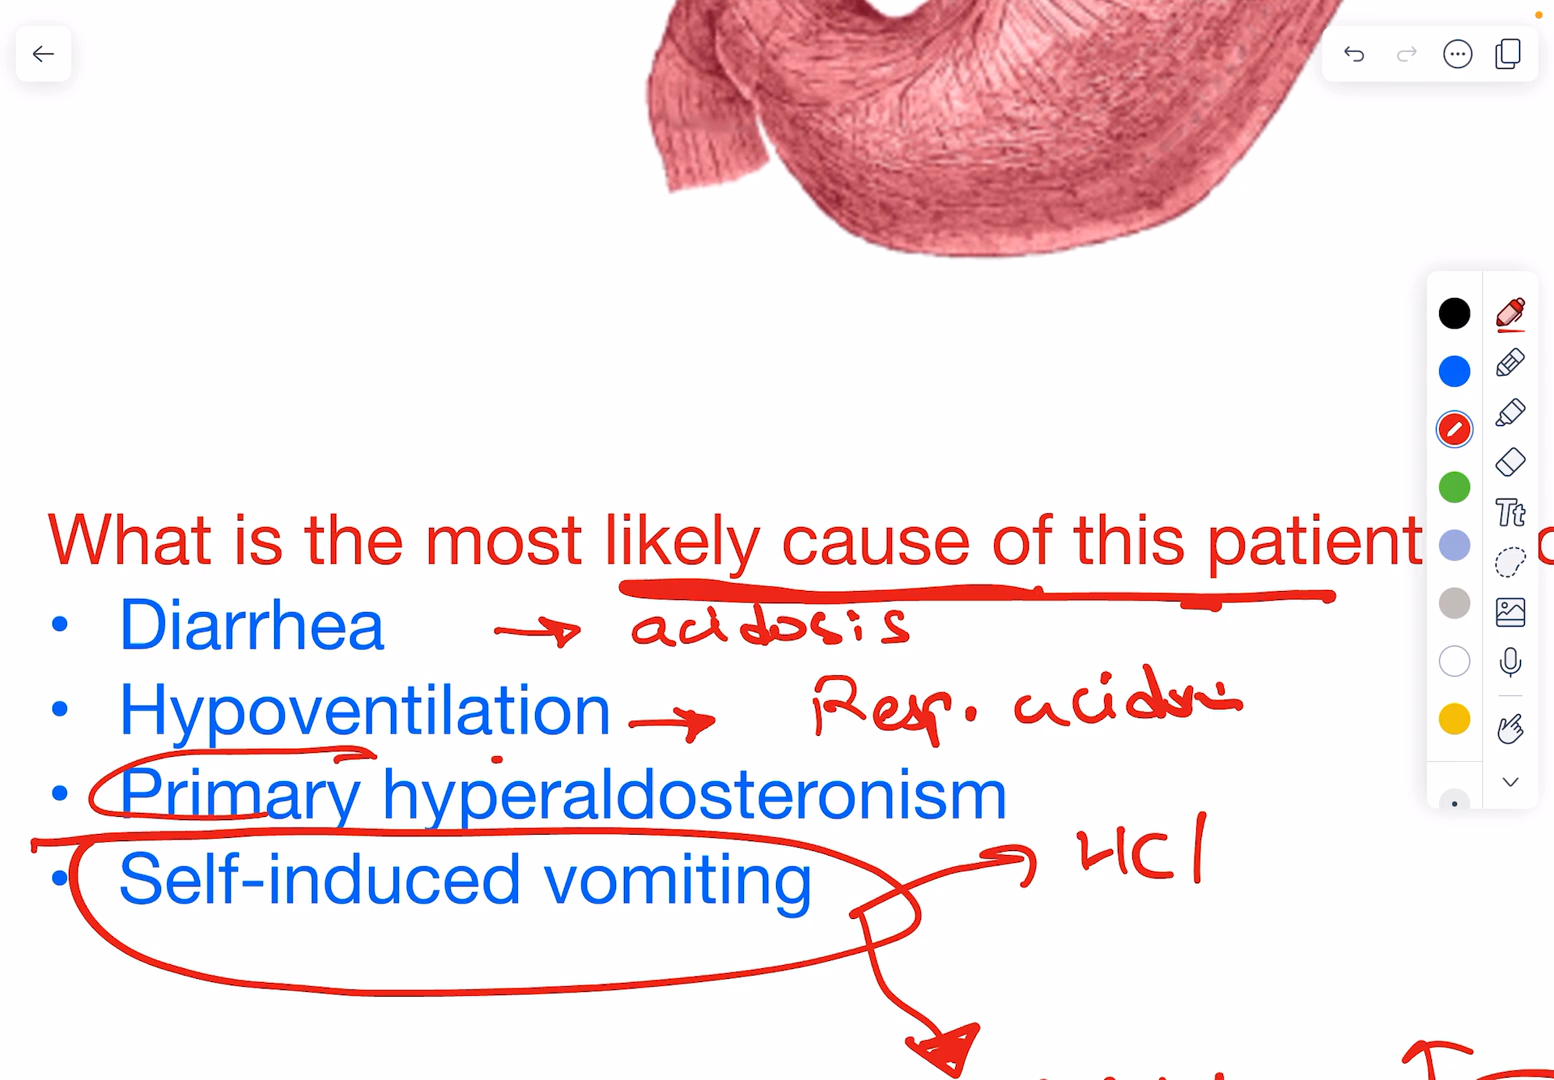 What is the most likely cause of this patient
• Diarrhea → acidosis
• Hypoventilation → Resp. acidosis
• Primary hyperaldosteronism
• Self-induced vomiting → HCl
Tt